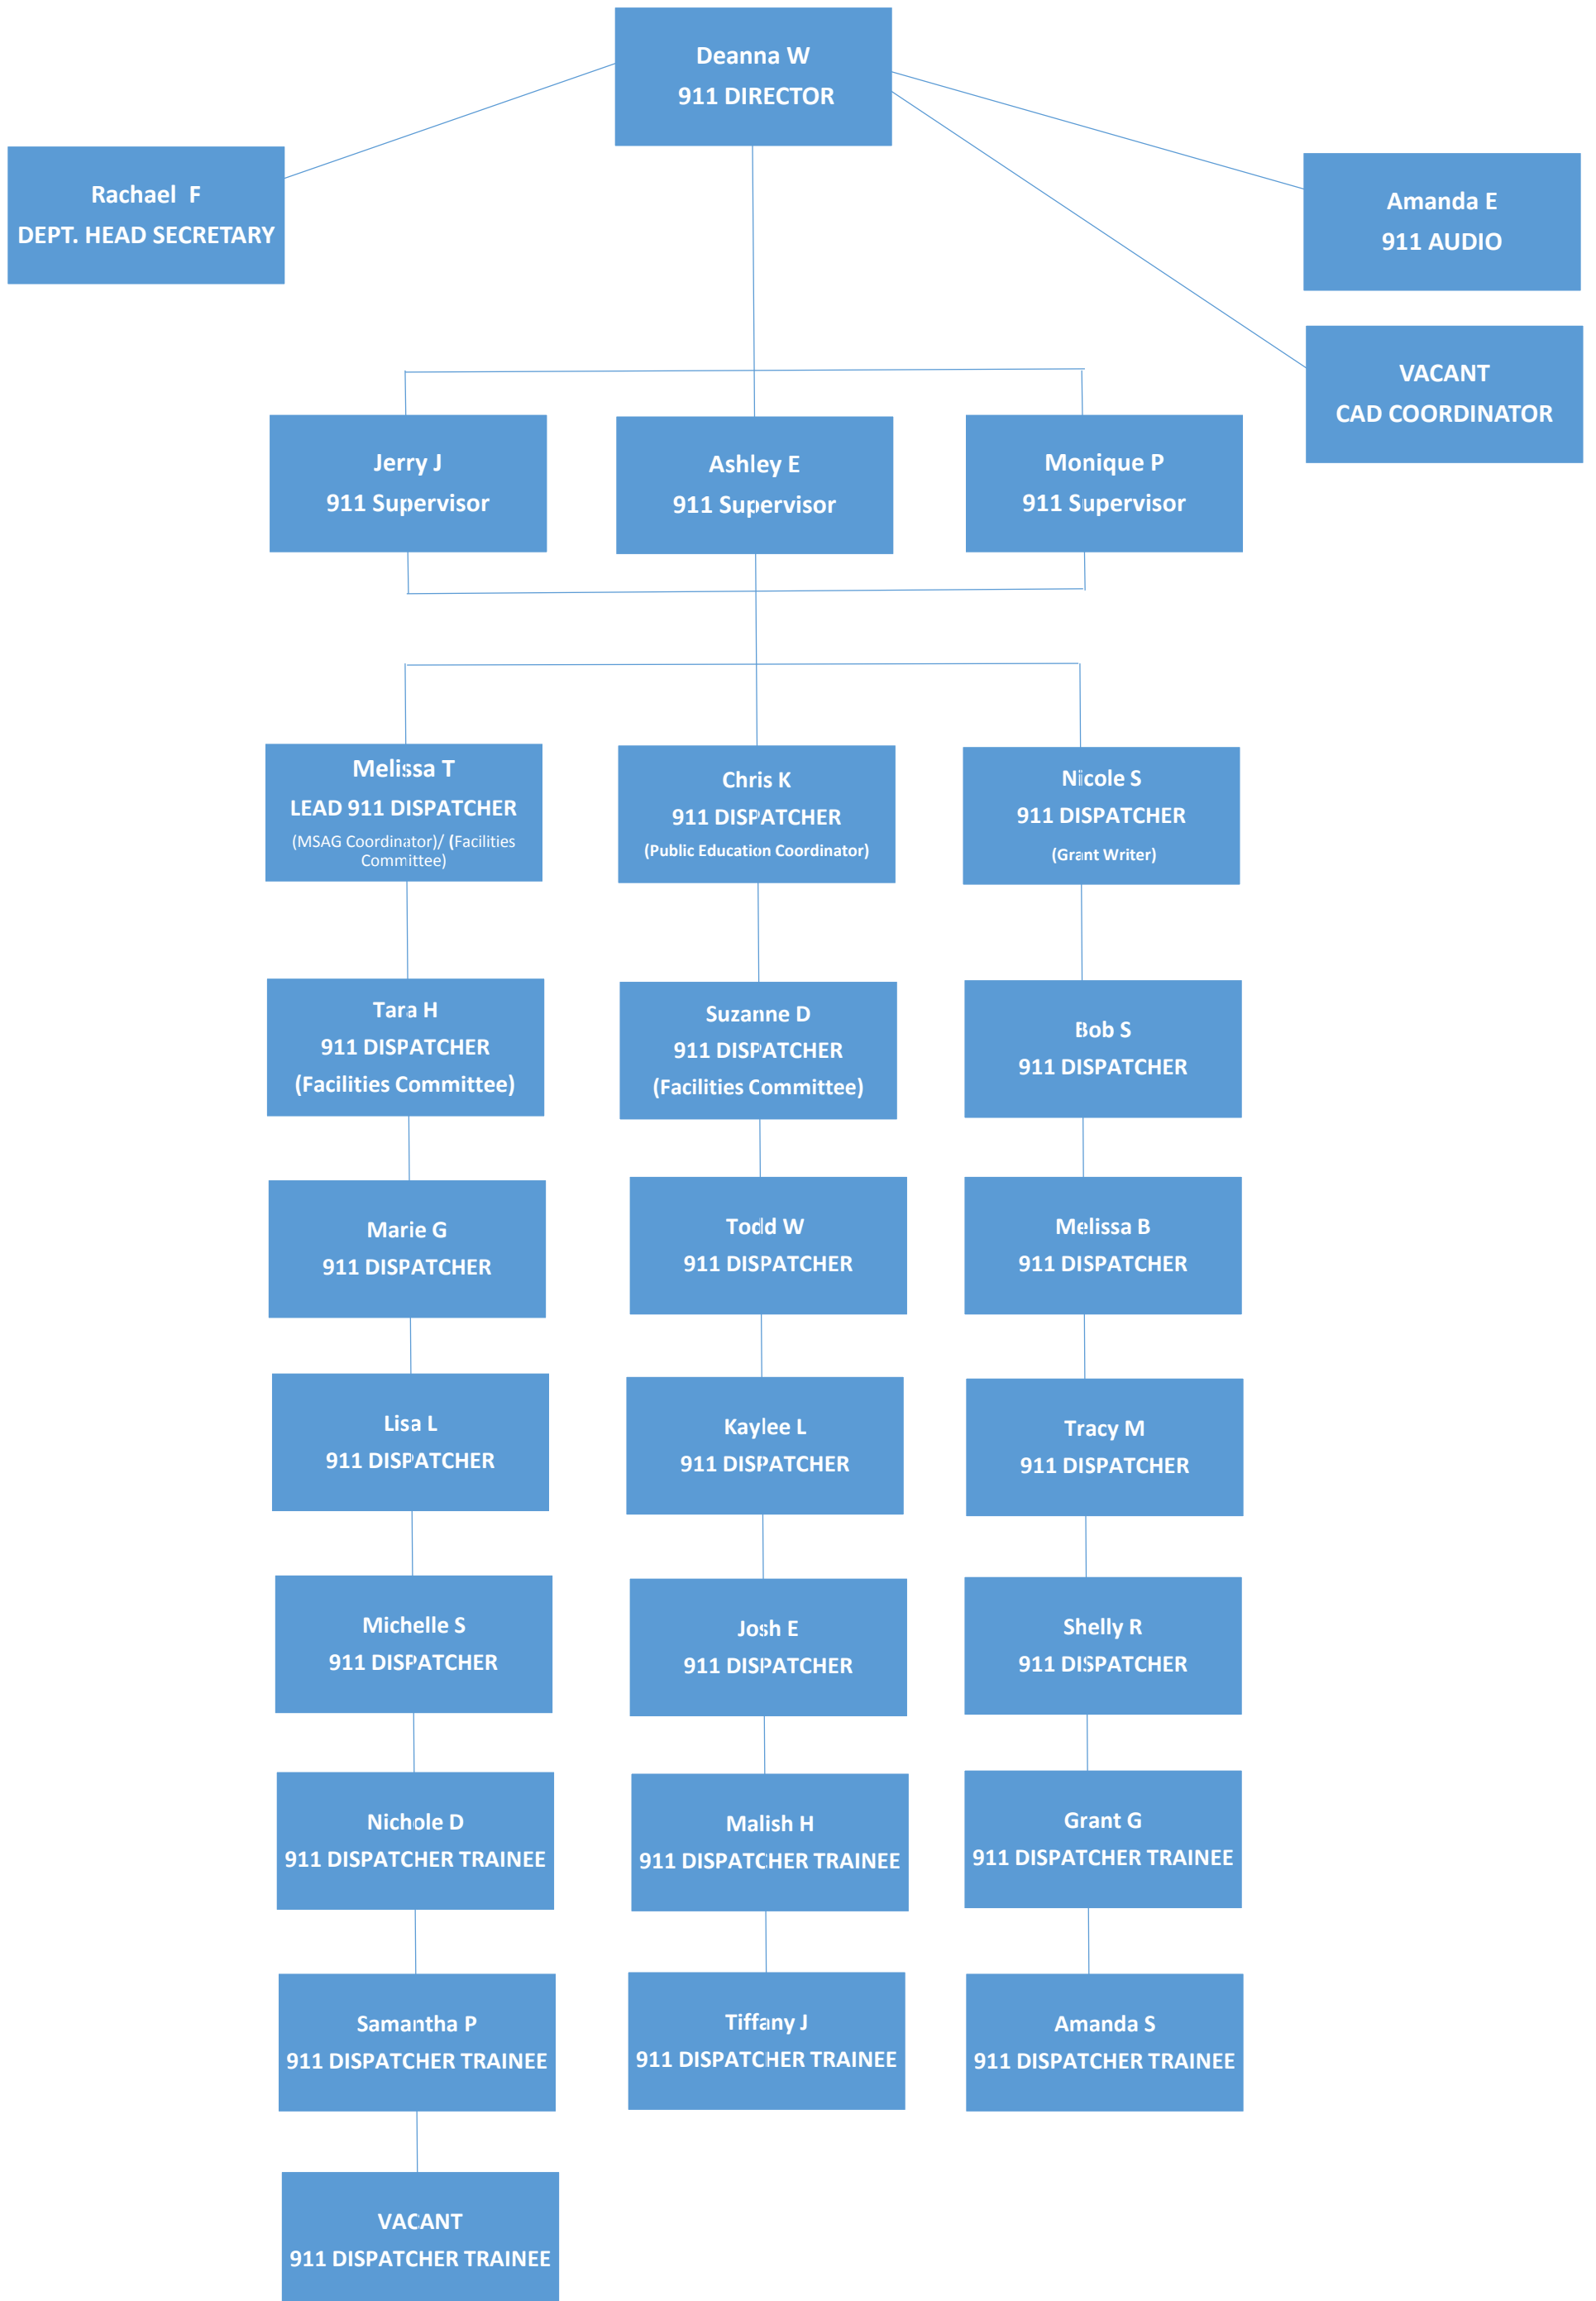 Deanna W
911 DIRECTOR
Rachael F
DEPT. HEAD SECRETARY
Amanda E
911 AUDIO
VACANT
CAD COORDINATOR
Jerry J
911 Supervisor
Ashley E
911 Supervisor
Monique P
911 Supervisor
Melissa T
LEAD 911 DISPATCHER
(MSAG Coordinator)/ (Facilities
Committee)
Chris K
911 DISPATCHER
(Public Education Coordinator)
Nicole S
911 DISPATCHER
(Grant Writer)
Tara H
911 DISPATCHER
(Facilities Committee)
Suzanne D
911 DISPATCHER
(Facilities Committee)
Bob S
911 DISPATCHER
Marie G
911 DISPATCHER
Todd W
911 DISPATCHER
Melissa B
911 DISPATCHER
Lisa L
911 DISPATCHER
Kaylee L
911 DISPATCHER
Tracy M
911 DISPATCHER
Michelle S
911 DISPATCHER
Josh E
911 DISPATCHER
Shelly R
911 DISPATCHER
Nichole D
911 DISPATCHER TRAINEE
Malish H
911 DISPATCHER TRAINEE
Grant G
911 DISPATCHER TRAINEE
Samantha P
911 DISPATCHER TRAINEE
Tiffany J
911 DISPATCHER TRAINEE
Amanda S
911 DISPATCHER TRAINEE
VACANT
911 DISPATCHER TRAINEE